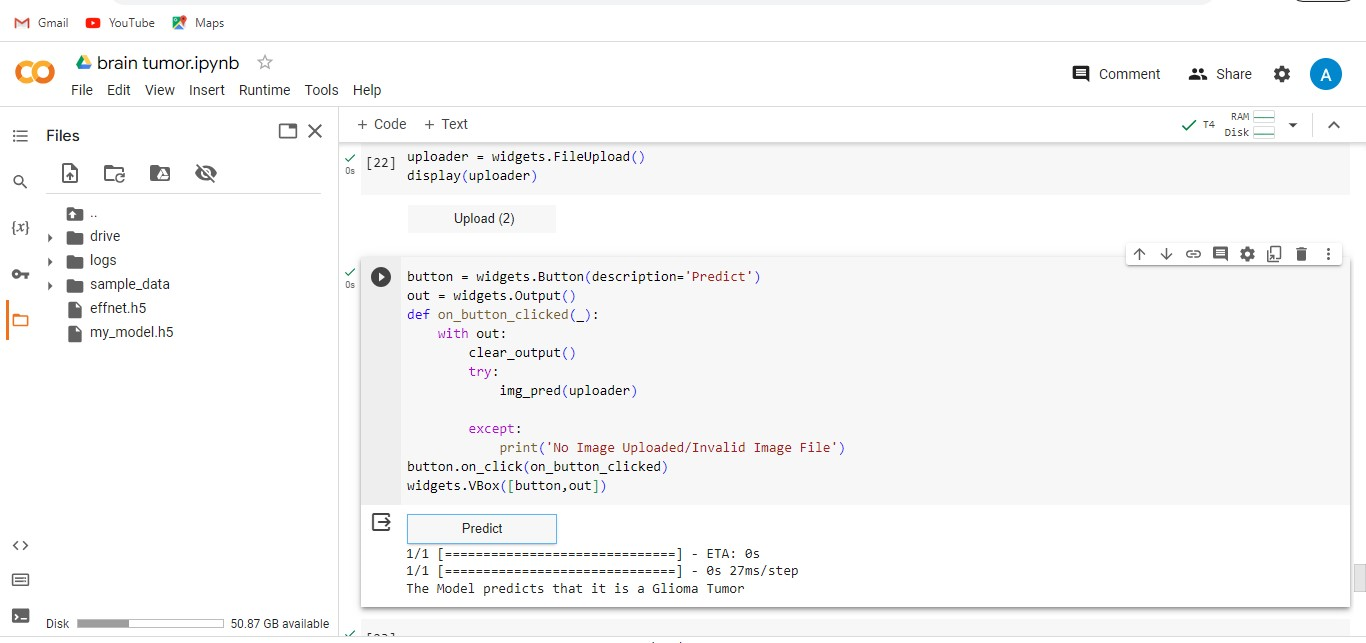 Gmail YouTube Maps
brain tumor.ipynb
File Edit View Insert Runtime Tools Help
Comment Share A
Files
+ Code + Text
T4 RAM Disk
..
drive
logs
sample_data
effnet.h5
my_model.h5
{x}
Disk 50.87 GB available
0s
[22] uploader = widgets.FileUpload()
display(uploader)
Upload (2)
0s
button = widgets.Button(description='Predict')
out = widgets.Output()
def on_button_clicked(_):
with out:
clear_output()
try:
img_pred(uploader)
except:
print('No Image Uploaded/Invalid Image File')
button.on_click(on_button_clicked)
widgets.VBox([button,out])
Predict
1/1 [==============================] - ETA: 0s
1/1 [==============================] - 0s 27ms/step
The Model predicts that it is a Glioma Tumor